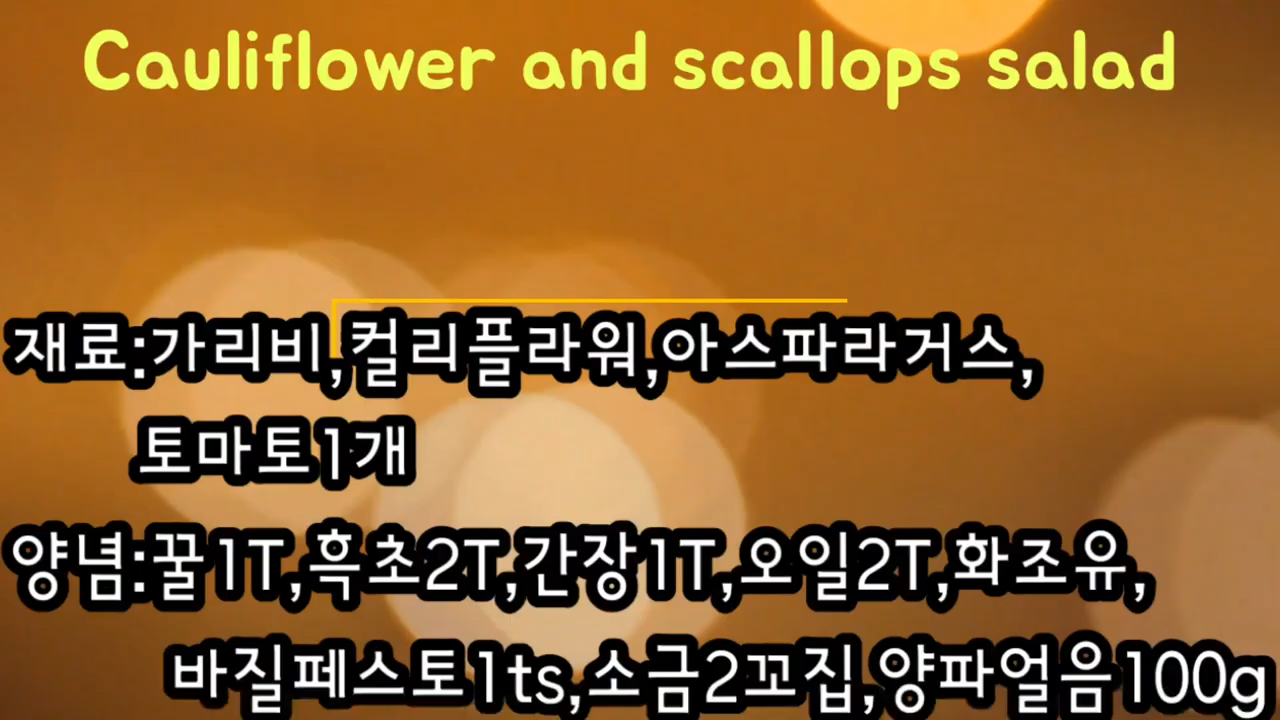 Cauliflower and scallops salad
재료:가리비,컬리플라워,아스파라거스,
토마토1개
양념:꿀1T,흑초2T,간장1T,오일2T,화조유,
바질페스토1ts,소금2꼬집,양파얼음100g